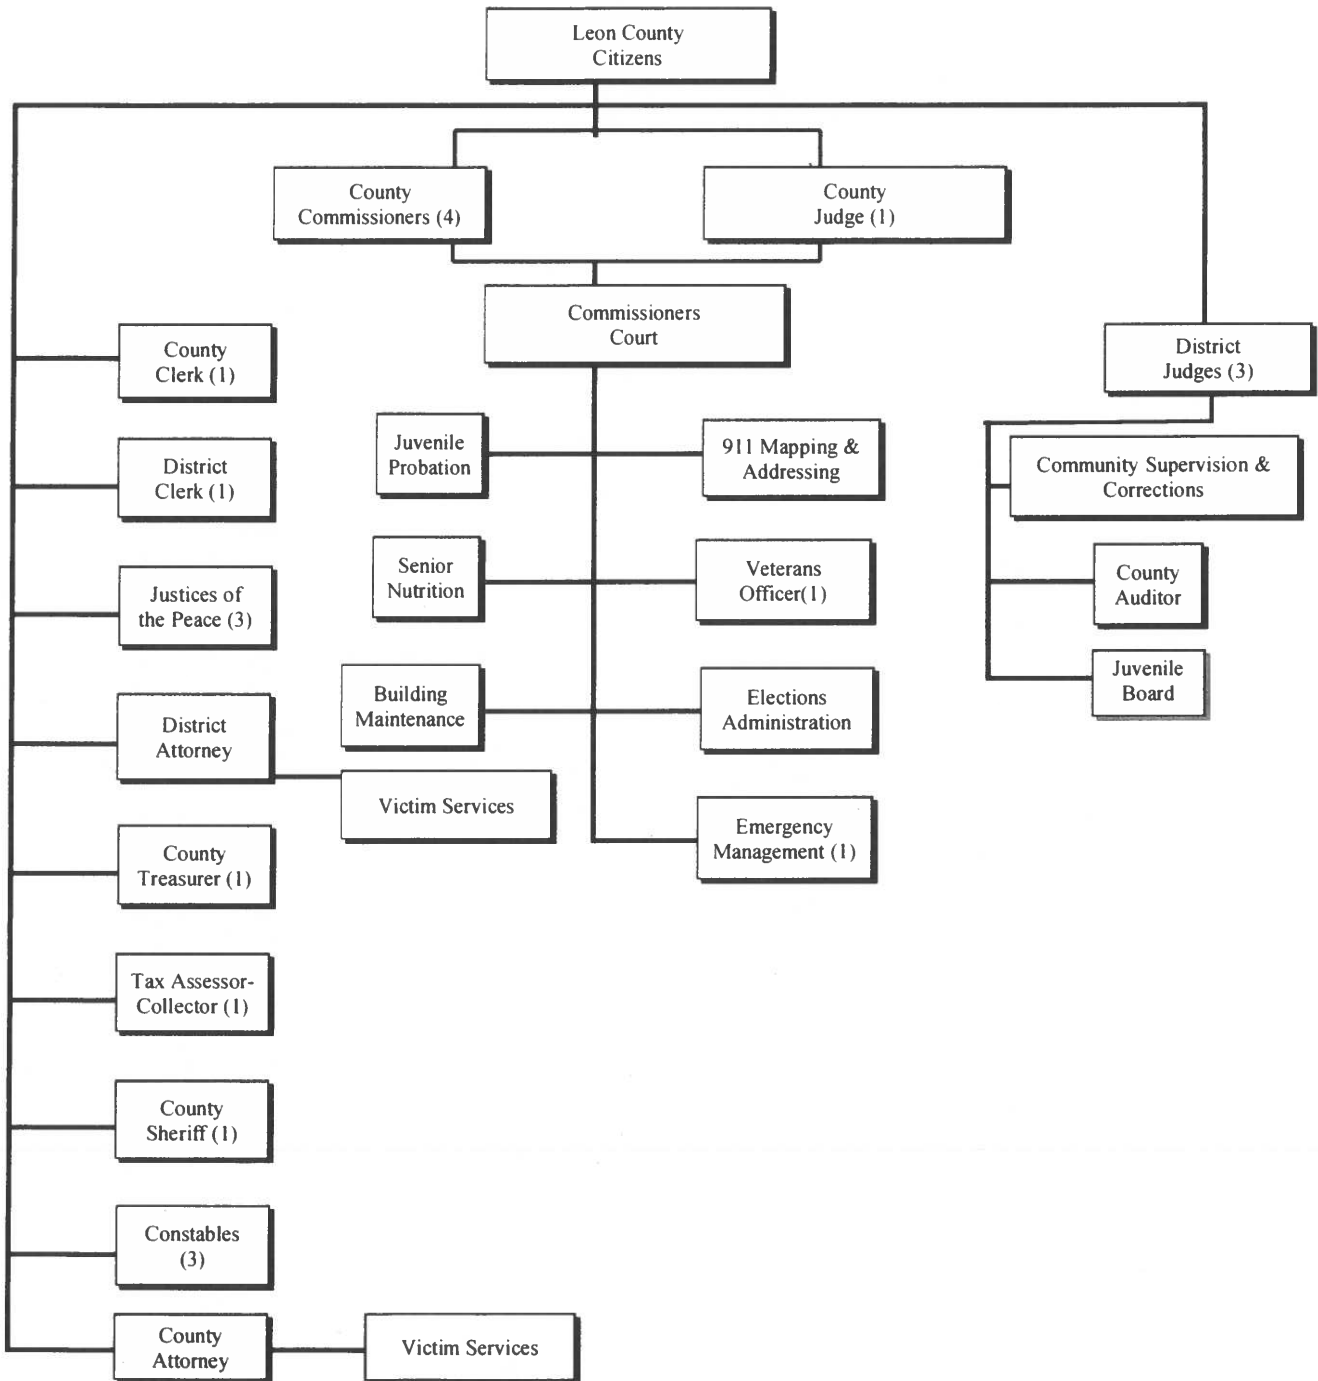 Leon County
Citizens
County
Commissioners (4)
County
Judge (1)
Commissioners
Court
County
Clerk (1)
District
Clerk (1)
Justices of
the Peace (3)
District
Attorney
Victim Services
County
Treasurer (1)
Tax Assessor-
Collector (1)
County
Sheriff (1)
Constables
(3)
County
Attorney
Victim Services
Juvenile
Probation
911 Mapping &
Addressing
Senior
Nutrition
Veterans
Officer(1)
Building
Maintenance
Elections
Administration
Emergency
Management (1)
District
Judges (3)
Community Supervision &
Corrections
County
Auditor
Juvenile
Board